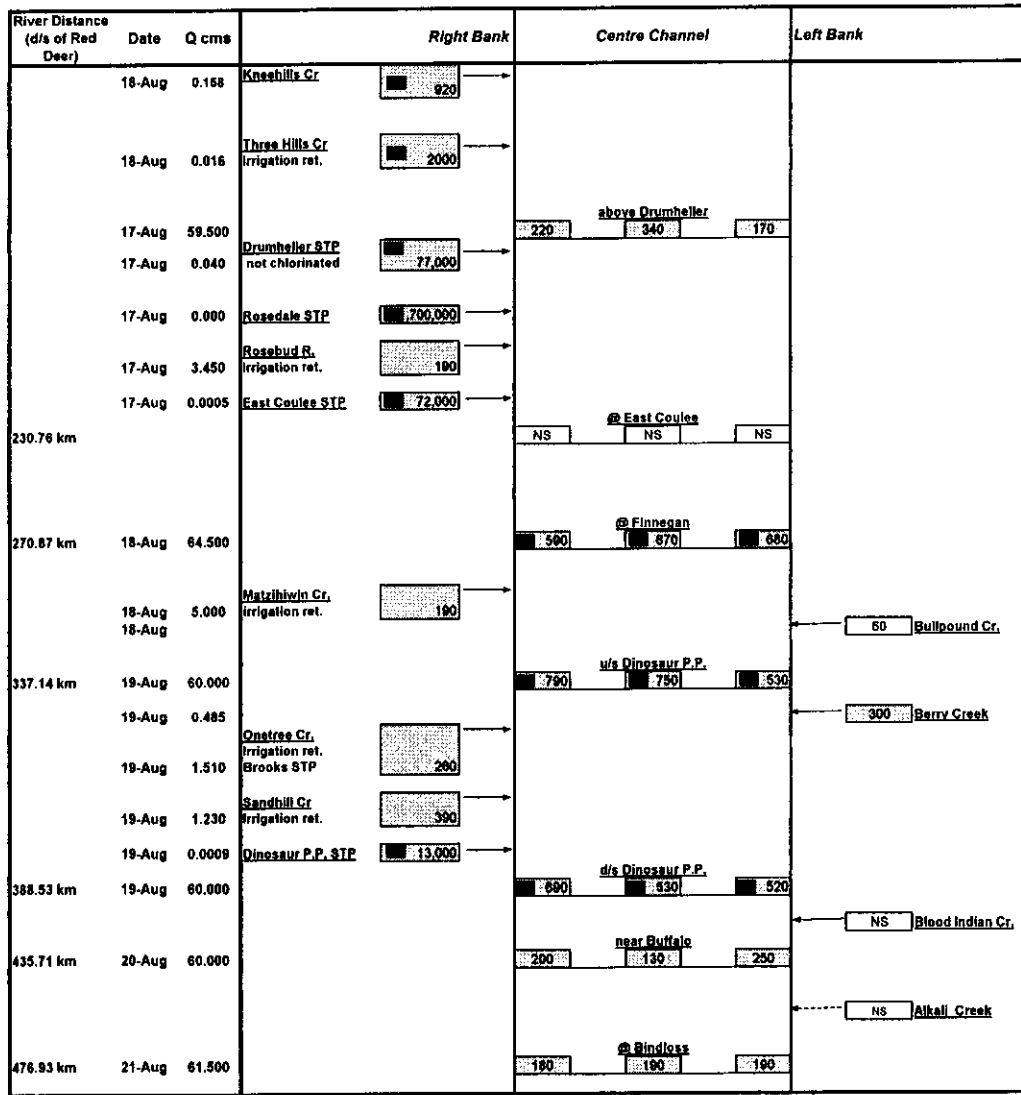 River Distance (d/s of Red Deer) Date Q cms Right Bank Centre Channel Left Bank
18-Aug 0.158 Kneehills Cr 920
Three Hills Cr
18-Aug 0.016 Irrigation ret. 2000
above Drumheller
17-Aug 59.500 220 340 170
Drumheller STP
17-Aug 0.040 not chlorinated 77,000
17-Aug 0.000 Rosedale STP 700,000
Rosebud R.
17-Aug 3.450 Irrigation ret. 190
17-Aug 0.0005 East Coulee STP 72,000
@ East Coulee
230.76 km NS NS NS
@ Finnegan
270.87 km 18-Aug 64.500 590 670 680
Matzihiwin Cr.
18-Aug 5.000 irrigation ret. 190
18-Aug 60 Bullpound Cr.
u/s Dinosaur P.P.
337.14 km 19-Aug 60.000 790 750 530
19-Aug 0.485 300 Berry Creek
Onetree Cr.
Irrigation ret.
19-Aug 1.510 Brooks STP 260
Sandhill Cr
19-Aug 1.230 Irrigation ret. 390
19-Aug 0.0009 Dinosaur P.P. STP 13,000
d/s Dinosaur P.P.
388.53 km 19-Aug 60.000 690 530 520
NS Blood Indian Cr.
near Buffalo
435.71 km 20-Aug 60.000 200 130 250
NS Alkali Creek
@ Bindloss
476.93 km 21-Aug 61.500 180 190 190